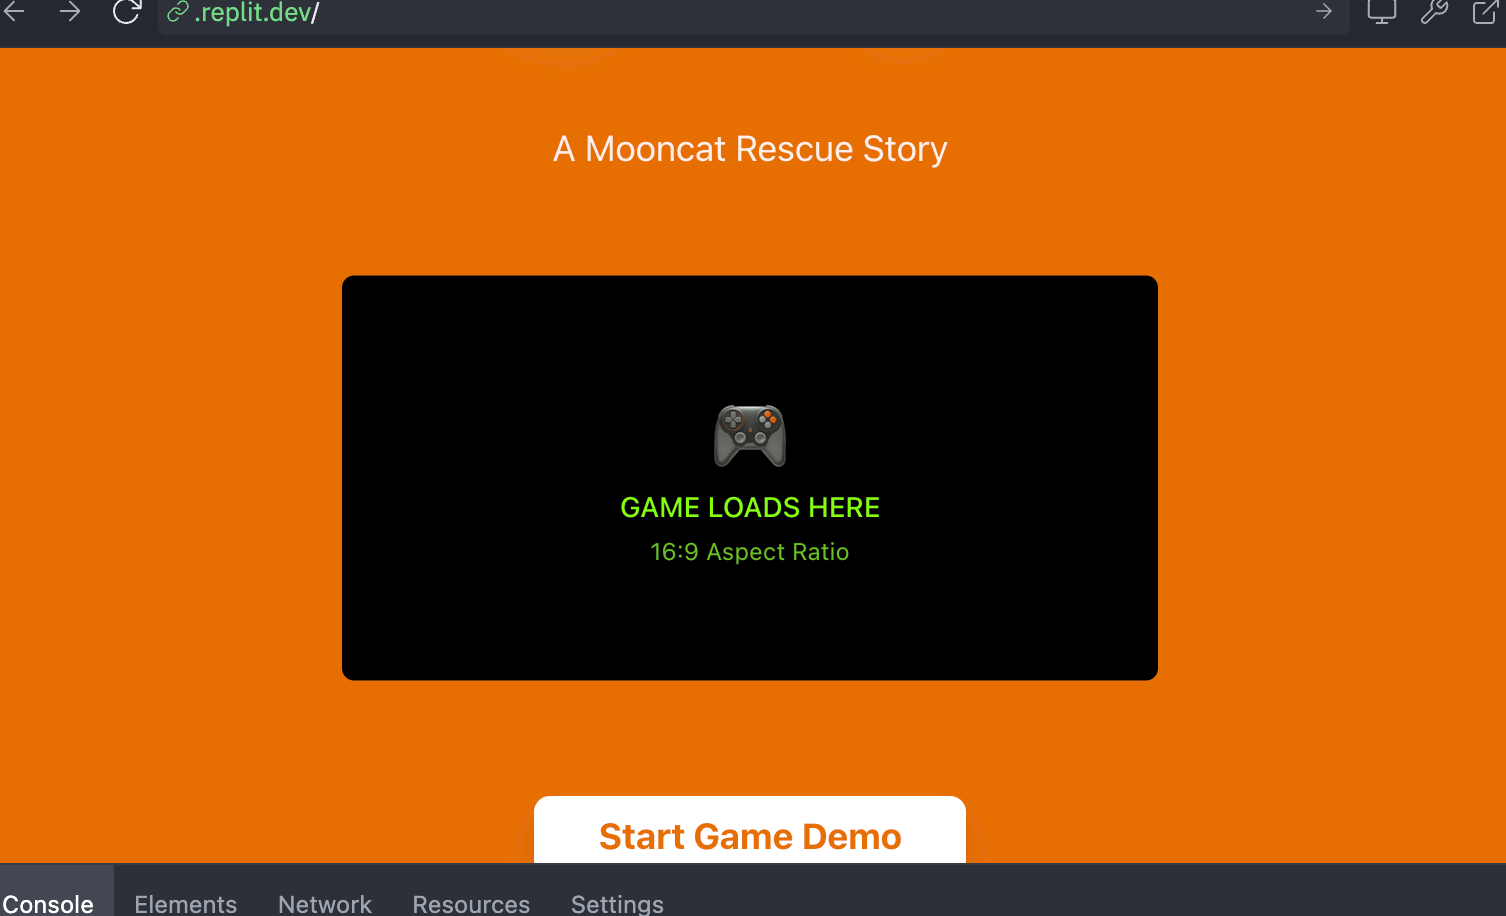 .replit.dev/
A Mooncat Rescue Story
GAME LOADS HERE
16:9 Aspect Ratio
Start Game Demo
Console Elements Network Resources Settings